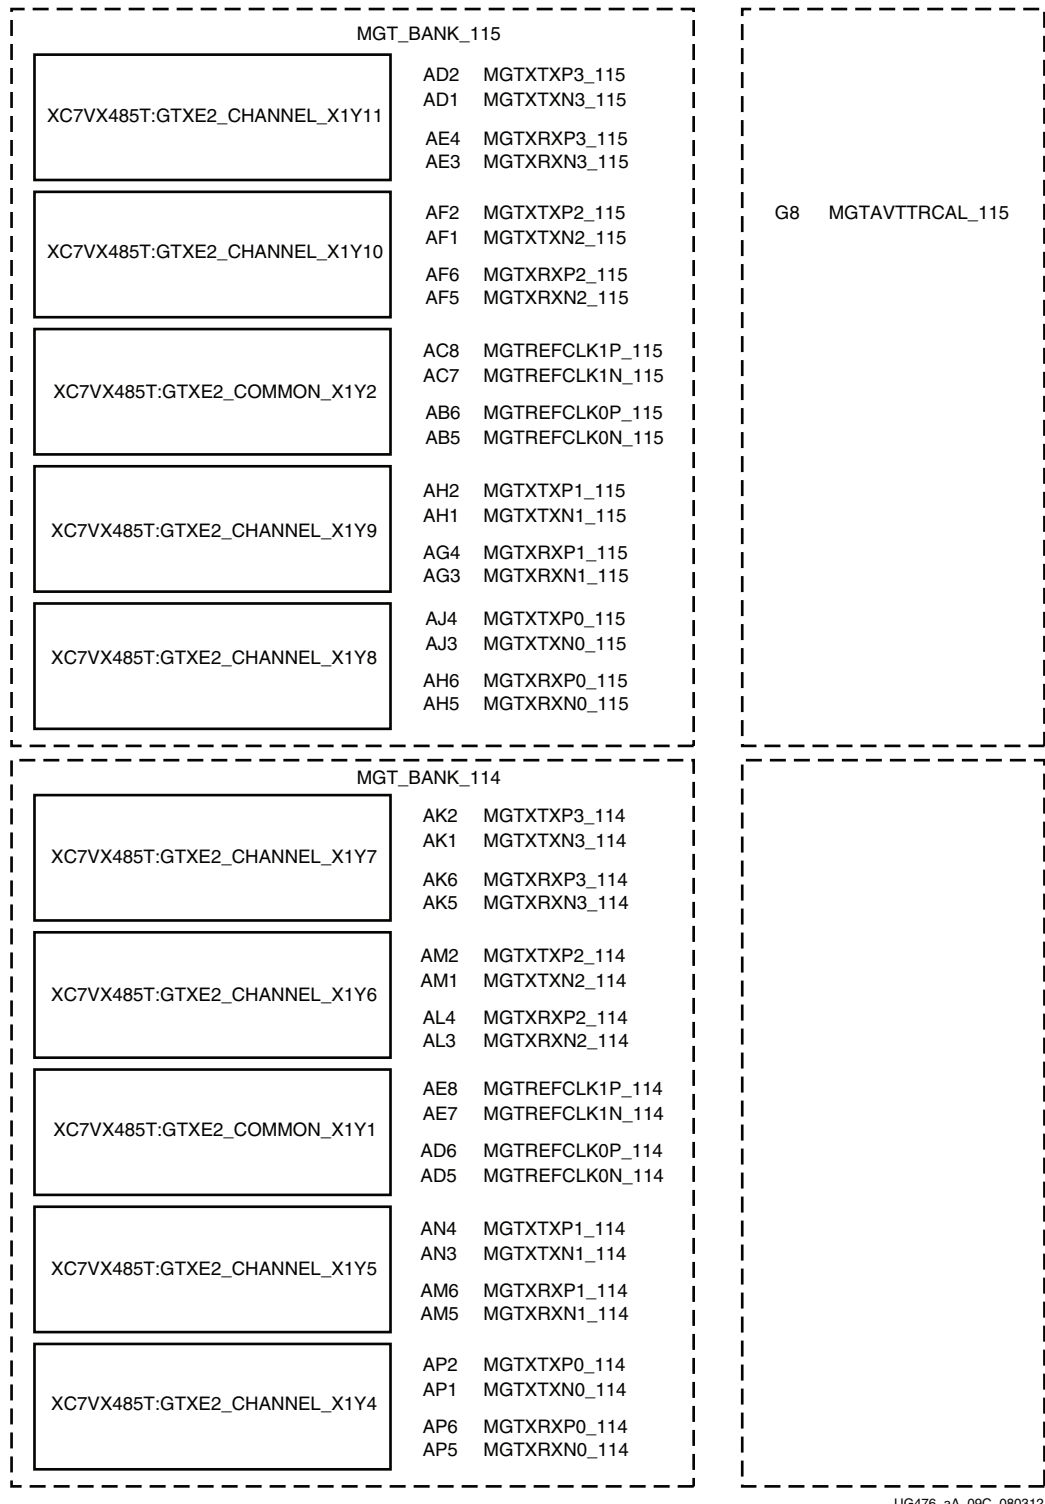 MGT_BANK_115
XC7VX485T:GTXE2_CHANNEL_X1Y11
AD2 MGTXTXP3_115
AD1 MGTXTXN3_115
AE4 MGTXRXP3_115
AE3 MGTXRXN3_115
XC7VX485T:GTXE2_CHANNEL_X1Y10
AF2 MGTXTXP2_115
AF1 MGTXTXN2_115
AF6 MGTXRXP2_115
AF5 MGTXRXN2_115
XC7VX485T:GTXE2_COMMON_X1Y2
AC8 MGTREFCLK1P_115
AC7 MGTREFCLK1N_115
AB6 MGTREFCLK0P_115
AB5 MGTREFCLK0N_115
XC7VX485T:GTXE2_CHANNEL_X1Y9
AH2 MGTXTXP1_115
AH1 MGTXTXN1_115
AG4 MGTXRXP1_115
AG3 MGTXRXN1_115
XC7VX485T:GTXE2_CHANNEL_X1Y8
AJ4 MGTXTXP0_115
AJ3 MGTXTXN0_115
AH6 MGTXRXP0_115
AH5 MGTXRXN0_115
G8 MGTAVTTRCAL_115
MGT_BANK_114
XC7VX485T:GTXE2_CHANNEL_X1Y7
AK2 MGTXTXP3_114
AK1 MGTXTXN3_114
AK6 MGTXRXP3_114
AK5 MGTXRXN3_114
XC7VX485T:GTXE2_CHANNEL_X1Y6
AM2 MGTXTXP2_114
AM1 MGTXTXN2_114
AL4 MGTXRXP2_114
AL3 MGTXRXN2_114
XC7VX485T:GTXE2_COMMON_X1Y1
AE8 MGTREFCLK1P_114
AE7 MGTREFCLK1N_114
AD6 MGTREFCLK0P_114
AD5 MGTREFCLK0N_114
XC7VX485T:GTXE2_CHANNEL_X1Y5
AN4 MGTXTXP1_114
AN3 MGTXTXN1_114
AM6 MGTXRXP1_114
AM5 MGTXRXN1_114
XC7VX485T:GTXE2_CHANNEL_X1Y4
AP2 MGTXTXP0_114
AP1 MGTXTXN0_114
AP6 MGTXRXP0_114
AP5 MGTXRXN0_114
UG476_aA_09C_080312